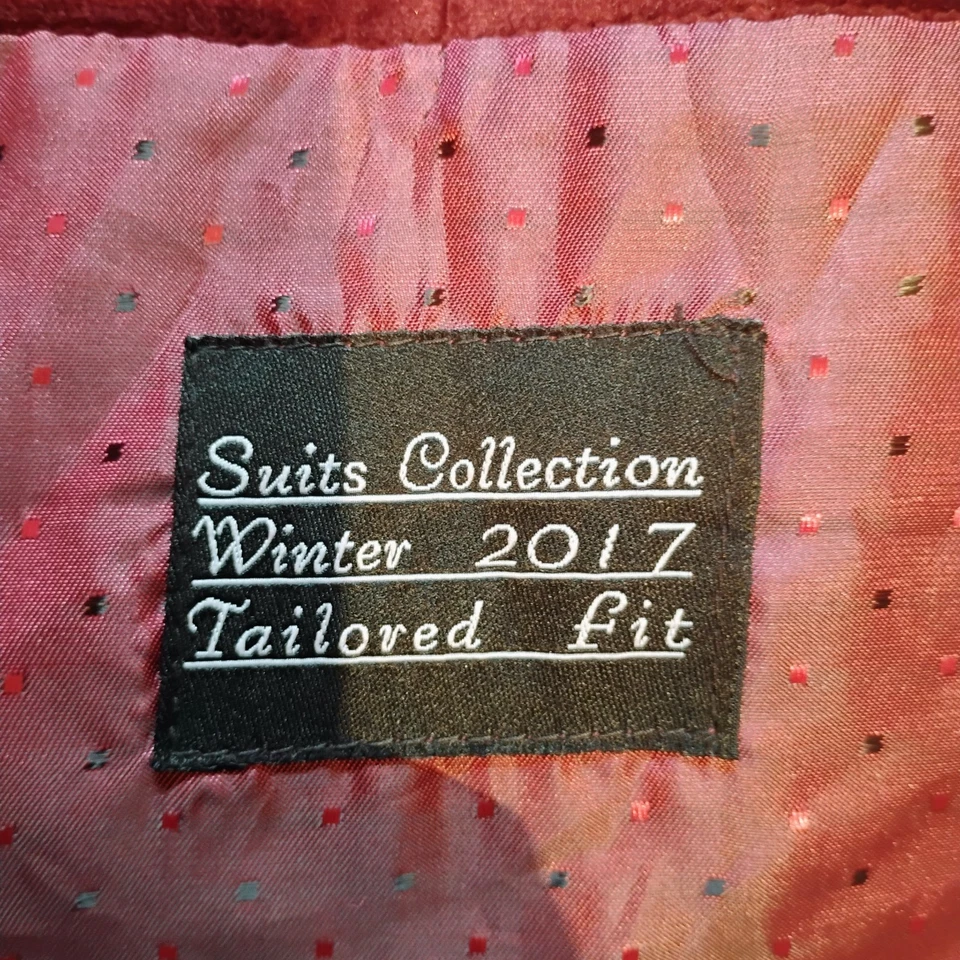 Suits Collection
Winter 2017
Tailored Fit